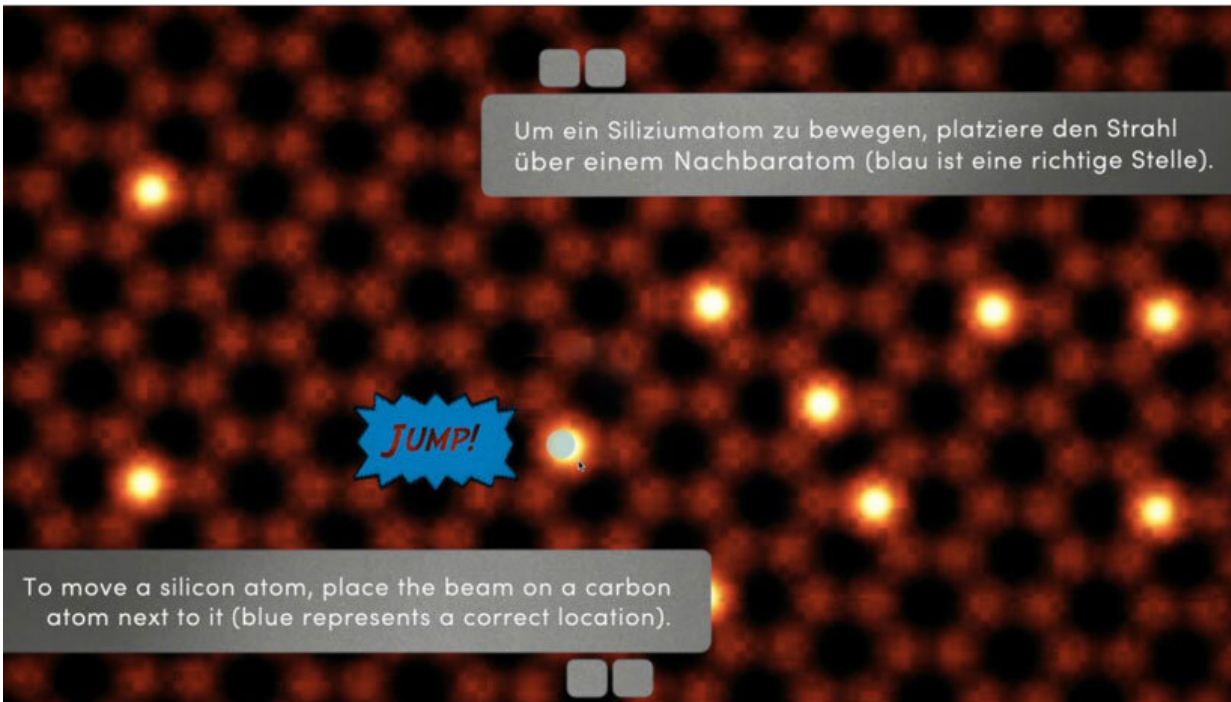 Um ein Siliziumatom zu bewegen, platziere den Strahl
über einem Nachbaratom (blau ist eine richtige Stelle).
JUMP!
To move a silicon atom, place the beam on a carbon
atom next to it (blue represents a correct location).